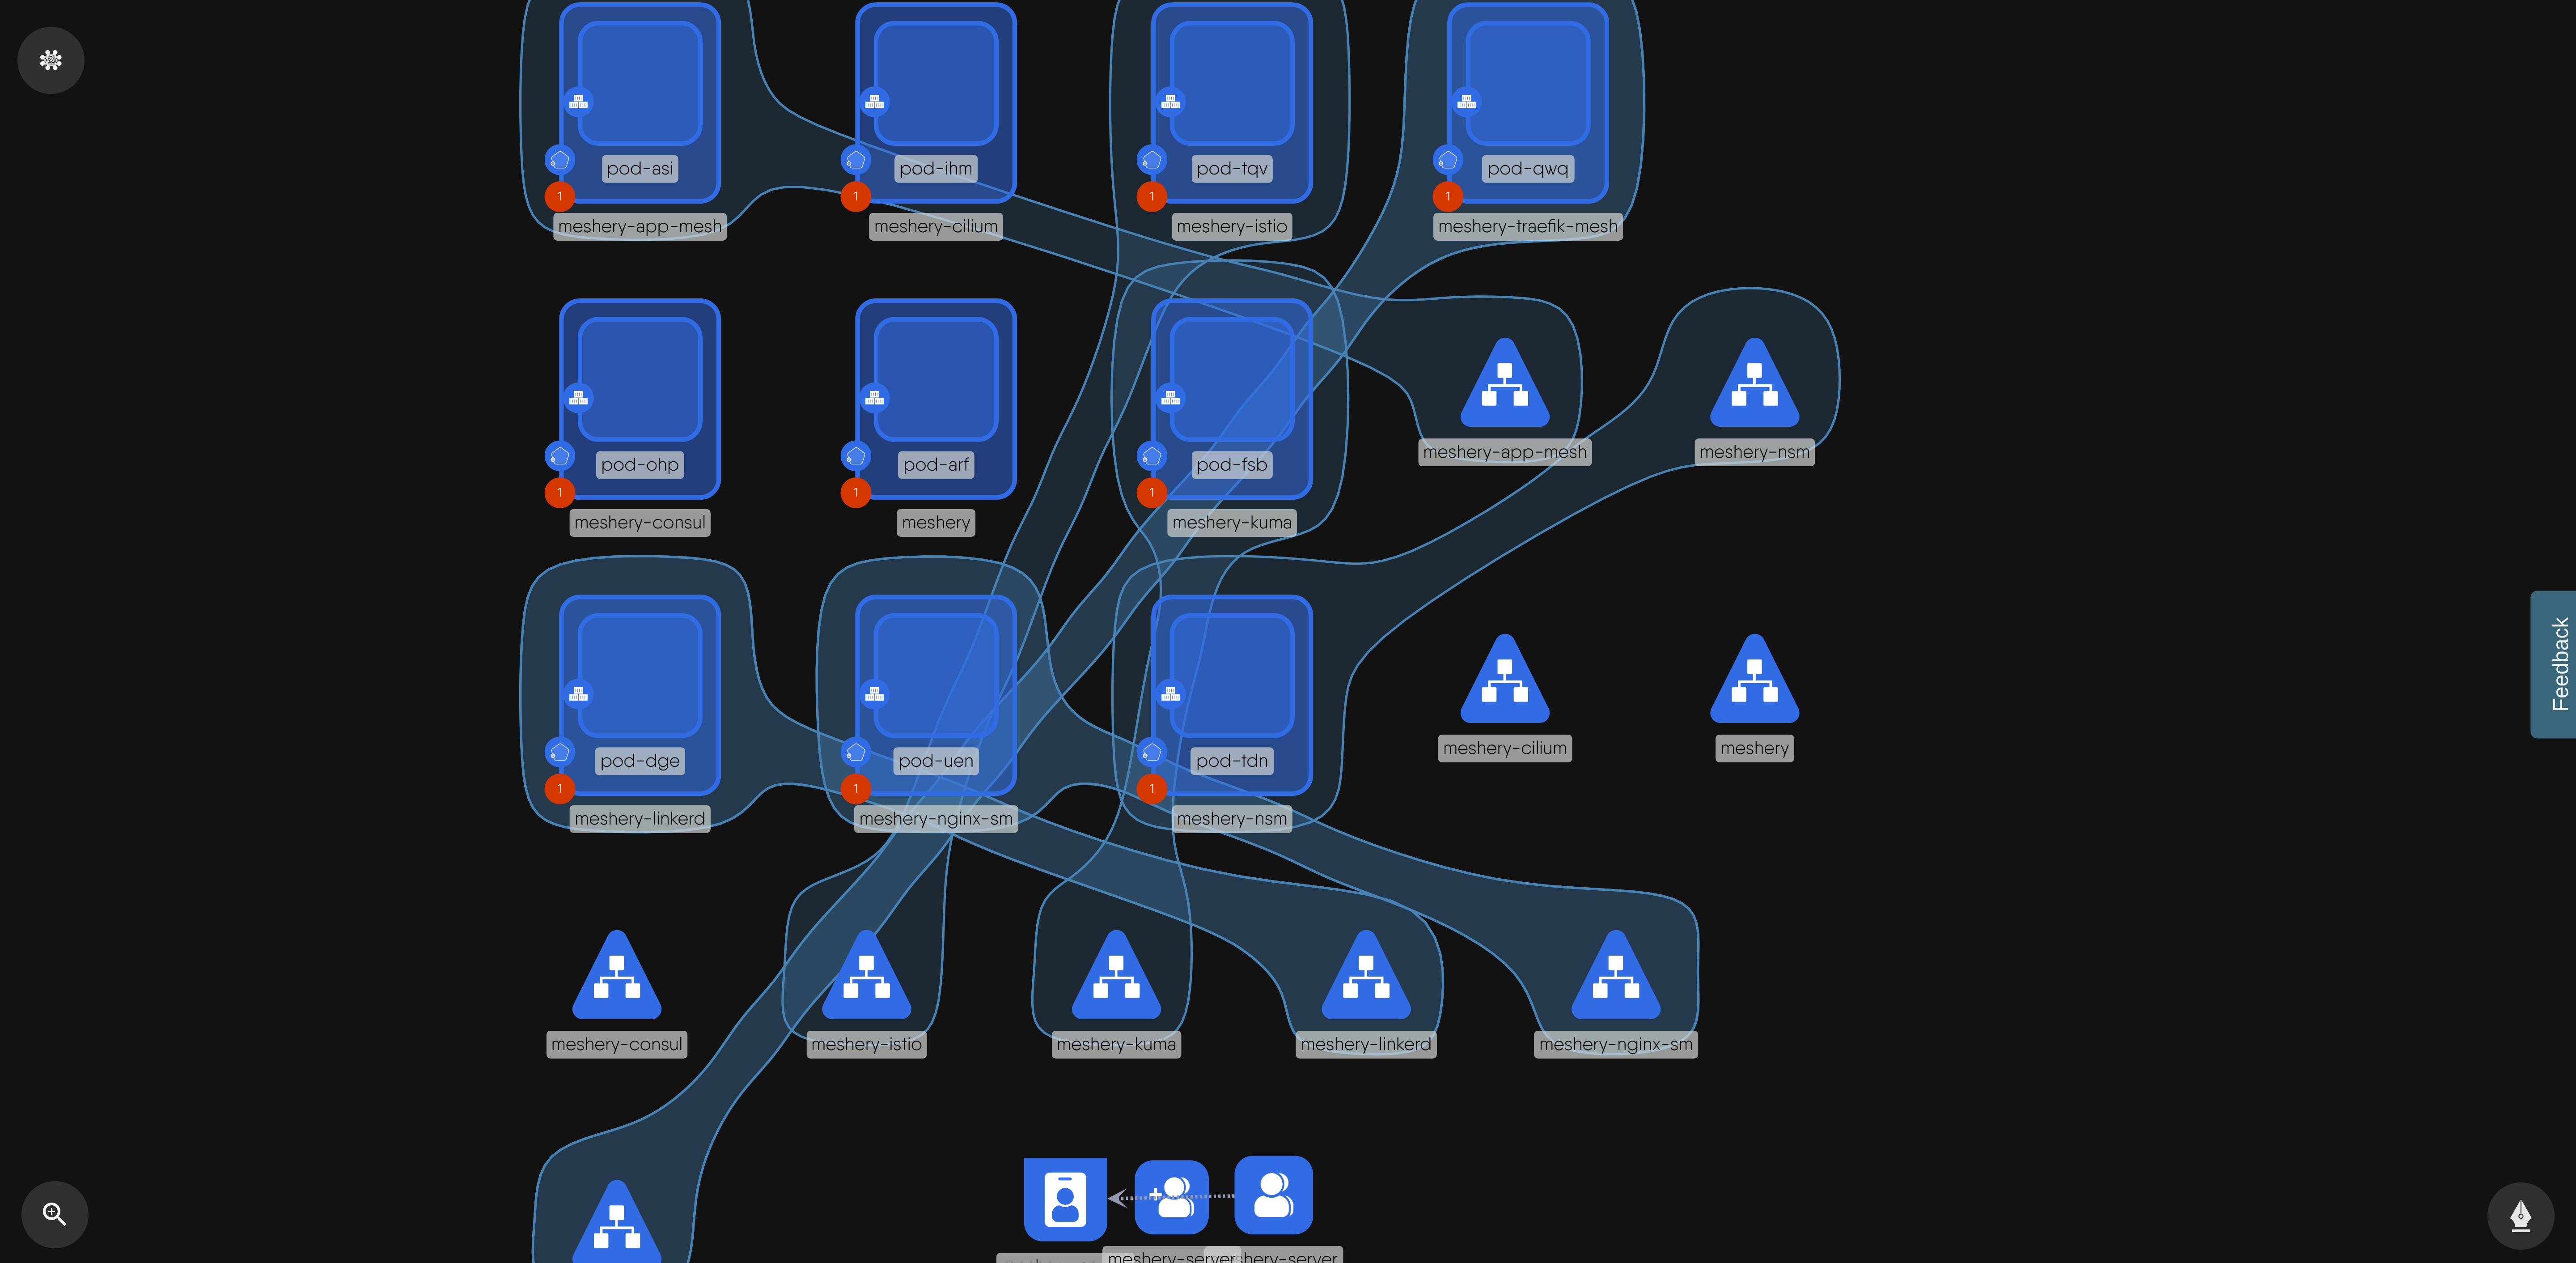 pod-asi
pod-ihm
pod-tqv
pod-qwq
1
1
1
1
meshery-app-mesh
meshery-cilium
meshery-istio
meshery-traefik-mesh
pod-ohp
pod-arf
pod-fsb
meshery-app-mesh
meshery-nsm
1
1
1
meshery-consul
meshery
meshery-kuma
Feedback
pod-dge
pod-uen
pod-tdn
meshery-cilium
meshery
1
1
1
meshery-linkerd
meshery-nginx-sm
meshery-nsm
meshery-consul
meshery-istio
meshery-kuma
meshery-linkerd
meshery-nginx-sm
meshery-server